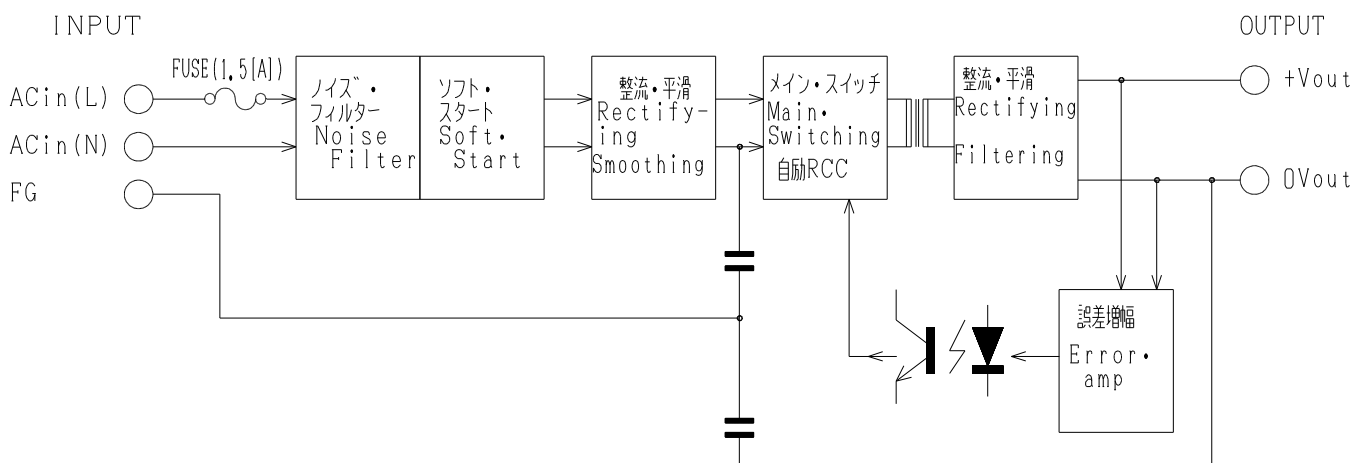 INPUT
OUTPUT
FUSE(1.5[A])
ACin(L)
ACin(N)
FG
ノイズ・
フィルター
Noise
Filter
ソフト・
スタート
Soft・
Start
整流・平滑
Rectify-
ing
Smoothing
メイン・スイッチ
Main・
Switching
自励RCC
整流・平滑
Rectifying
Filtering
+Vout
0Vout
誤差増幅
Error・
amp